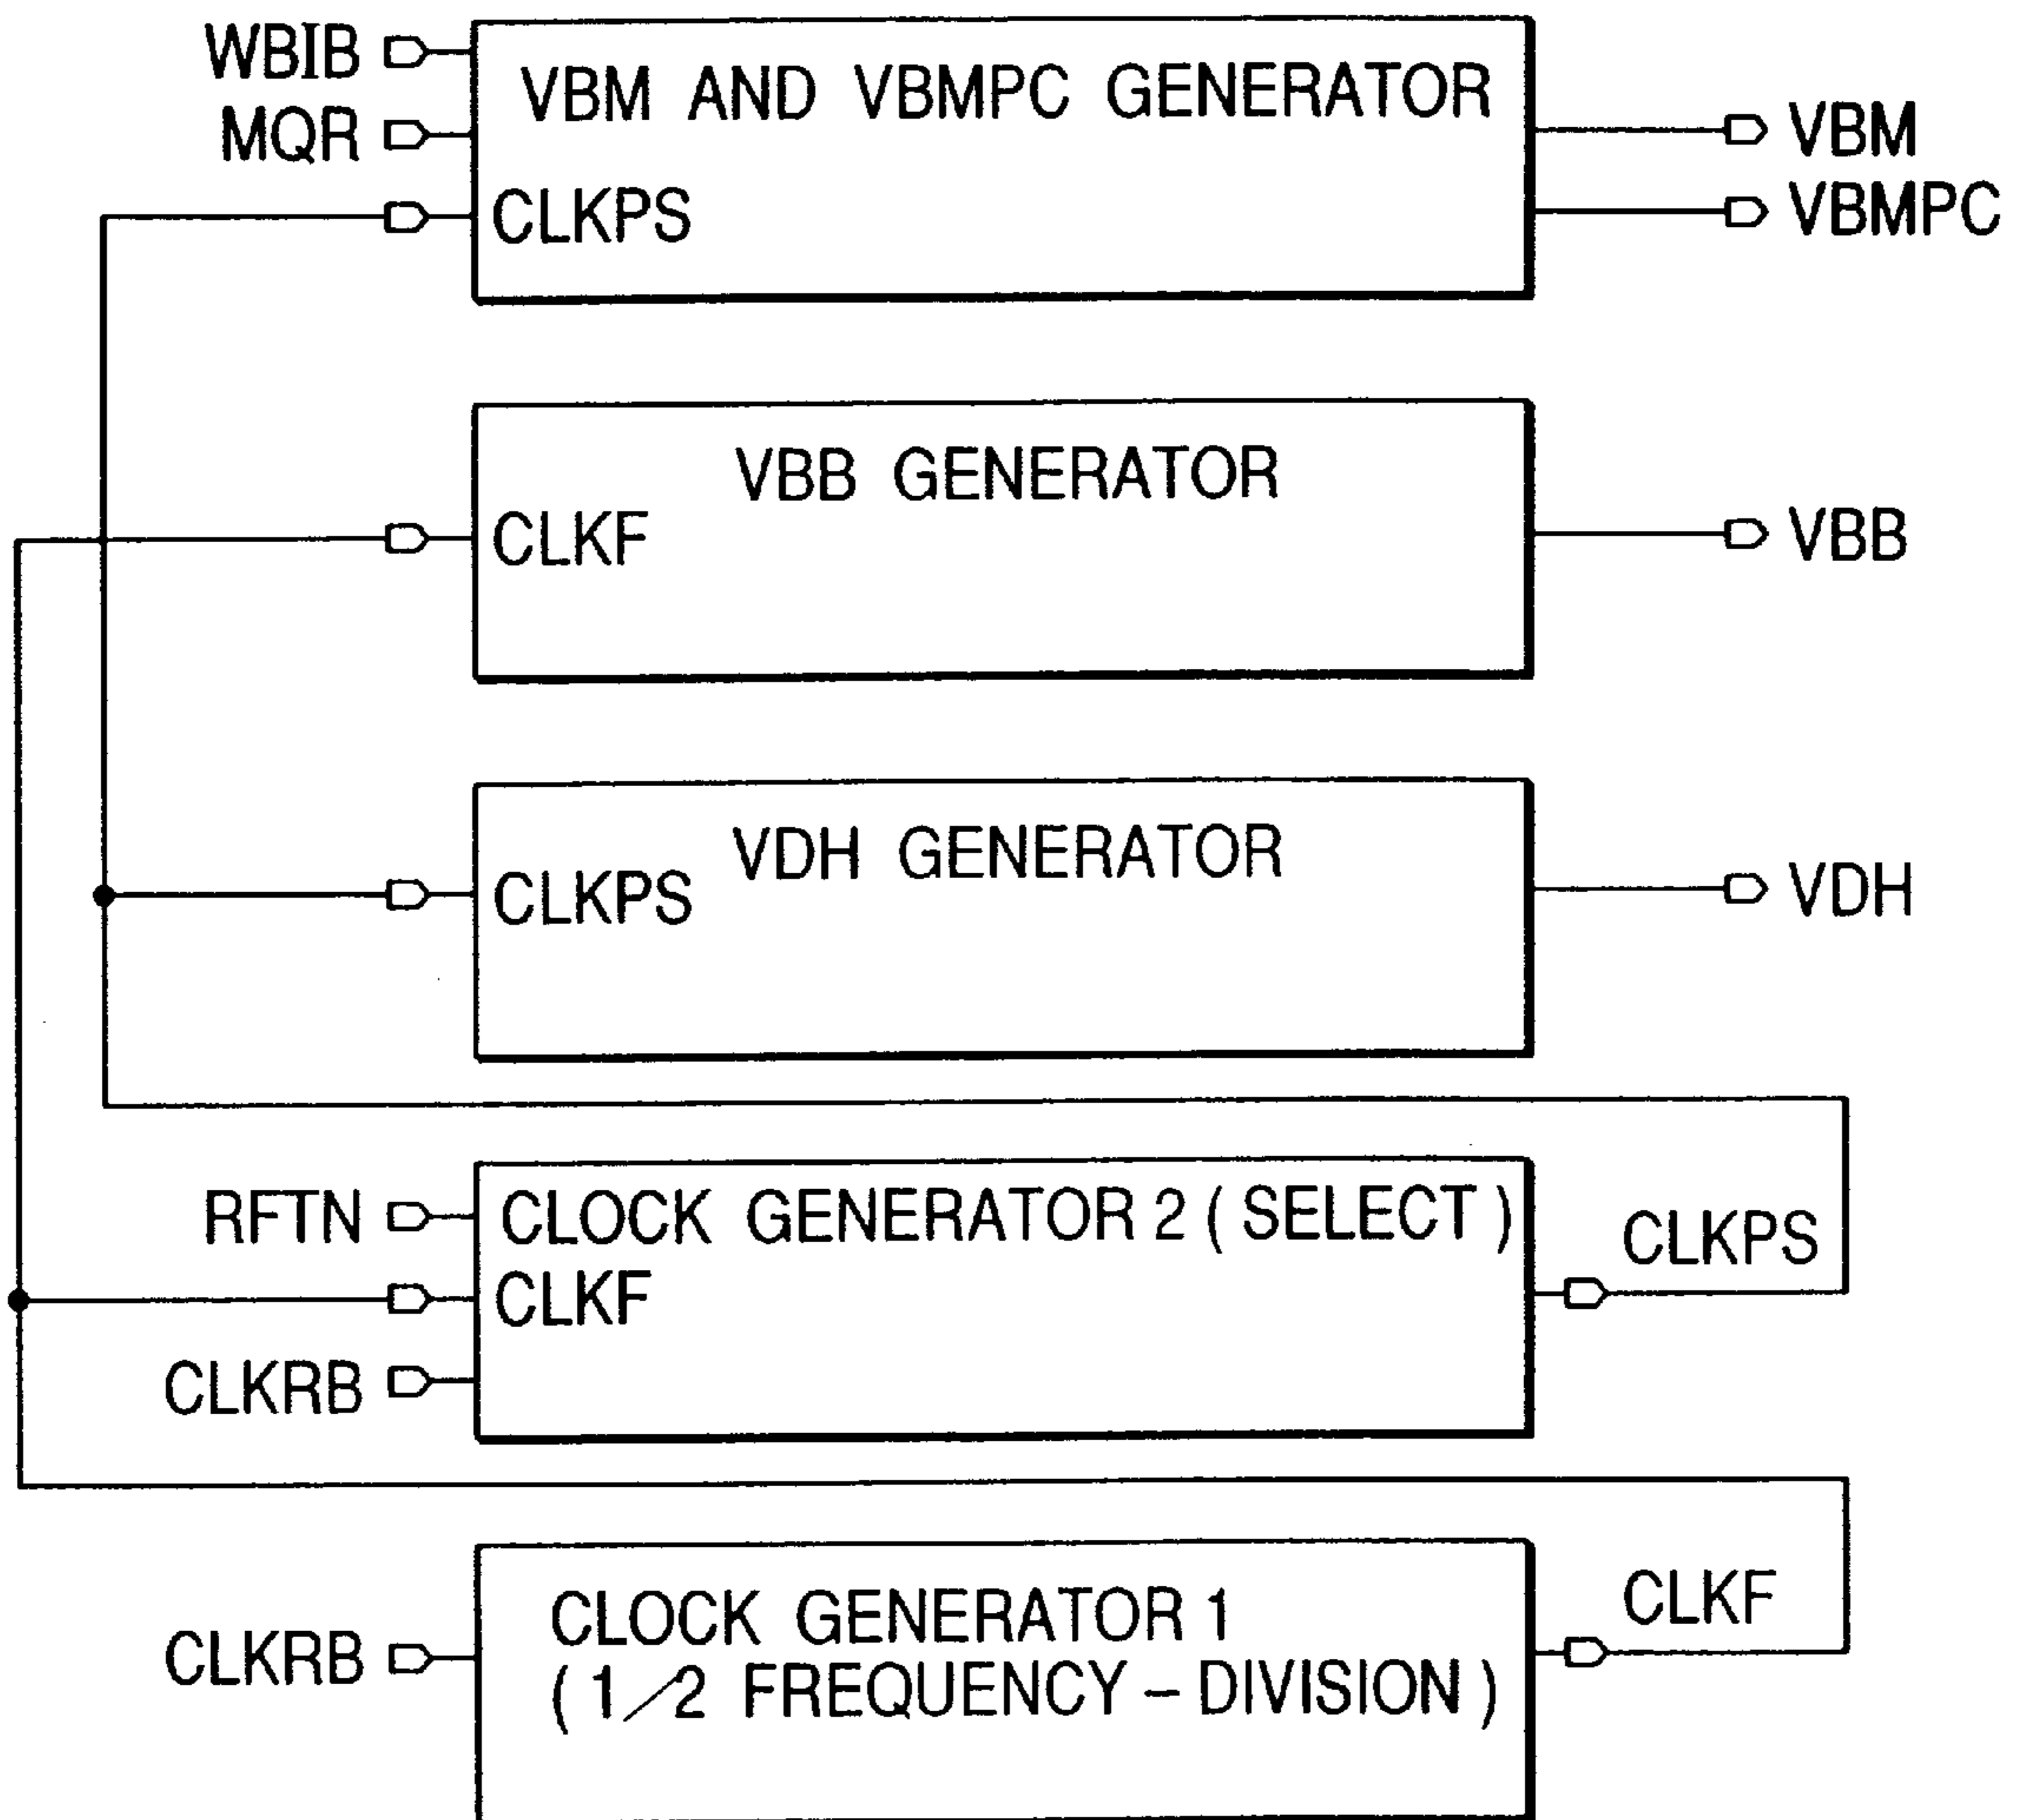 WBIB
MQR
VBM AND VBMPC GENERATOR
CLKPS
VBM
VBMPC
VBB GENERATOR
CLKF
VBB
VDH GENERATOR
CLKPS
VDH
RFTN
CLOCK GENERATOR 2 ( SELECT )
CLKF
CLKRB
CLKPS
CLKRB
CLOCK GENERATOR 1
( 1/2 FREQUENCY - DIVISION )
CLKF